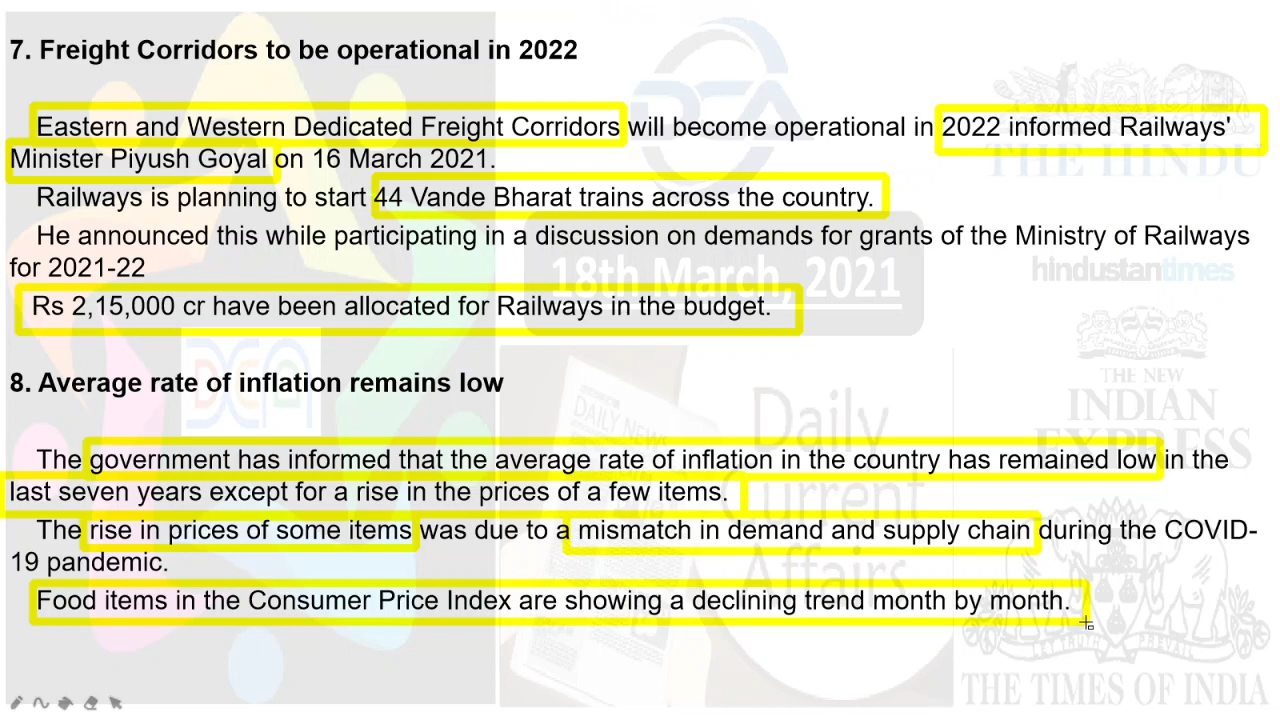 7. Freight Corridors to be operational in 2022
DCA
Eastern and Western Dedicated Freight Corridors will become operational in 2022 informed Railways'
Minister Piyush Goyal on 16 March 2021.
THE HINDU
Railways is planning to start 44 Vande Bharat trains across the country.
He announced this while participating in a discussion on demands for grants of the Ministry of Railways
for 2021-22
hindustantimes
18th March, 2021
Rs 2,15,000 cr have been allocated for Railways in the budget.
8. Average rate of inflation remains low
DCA
THE NEW
INDIAN
EXPRESS
DAILY NEWS
Daily
Current
Affairs
The government has informed that the average rate of inflation in the country has remained low in the
last seven years except for a rise in the prices of a few items.
The rise in prices of some items was due to a mismatch in demand and supply chain during the COVID-
19 pandemic.
Food items in the Consumer Price Index are showing a declining trend month by month.
LET TRUTH PREVAIL
THE TIMES OF INDIA